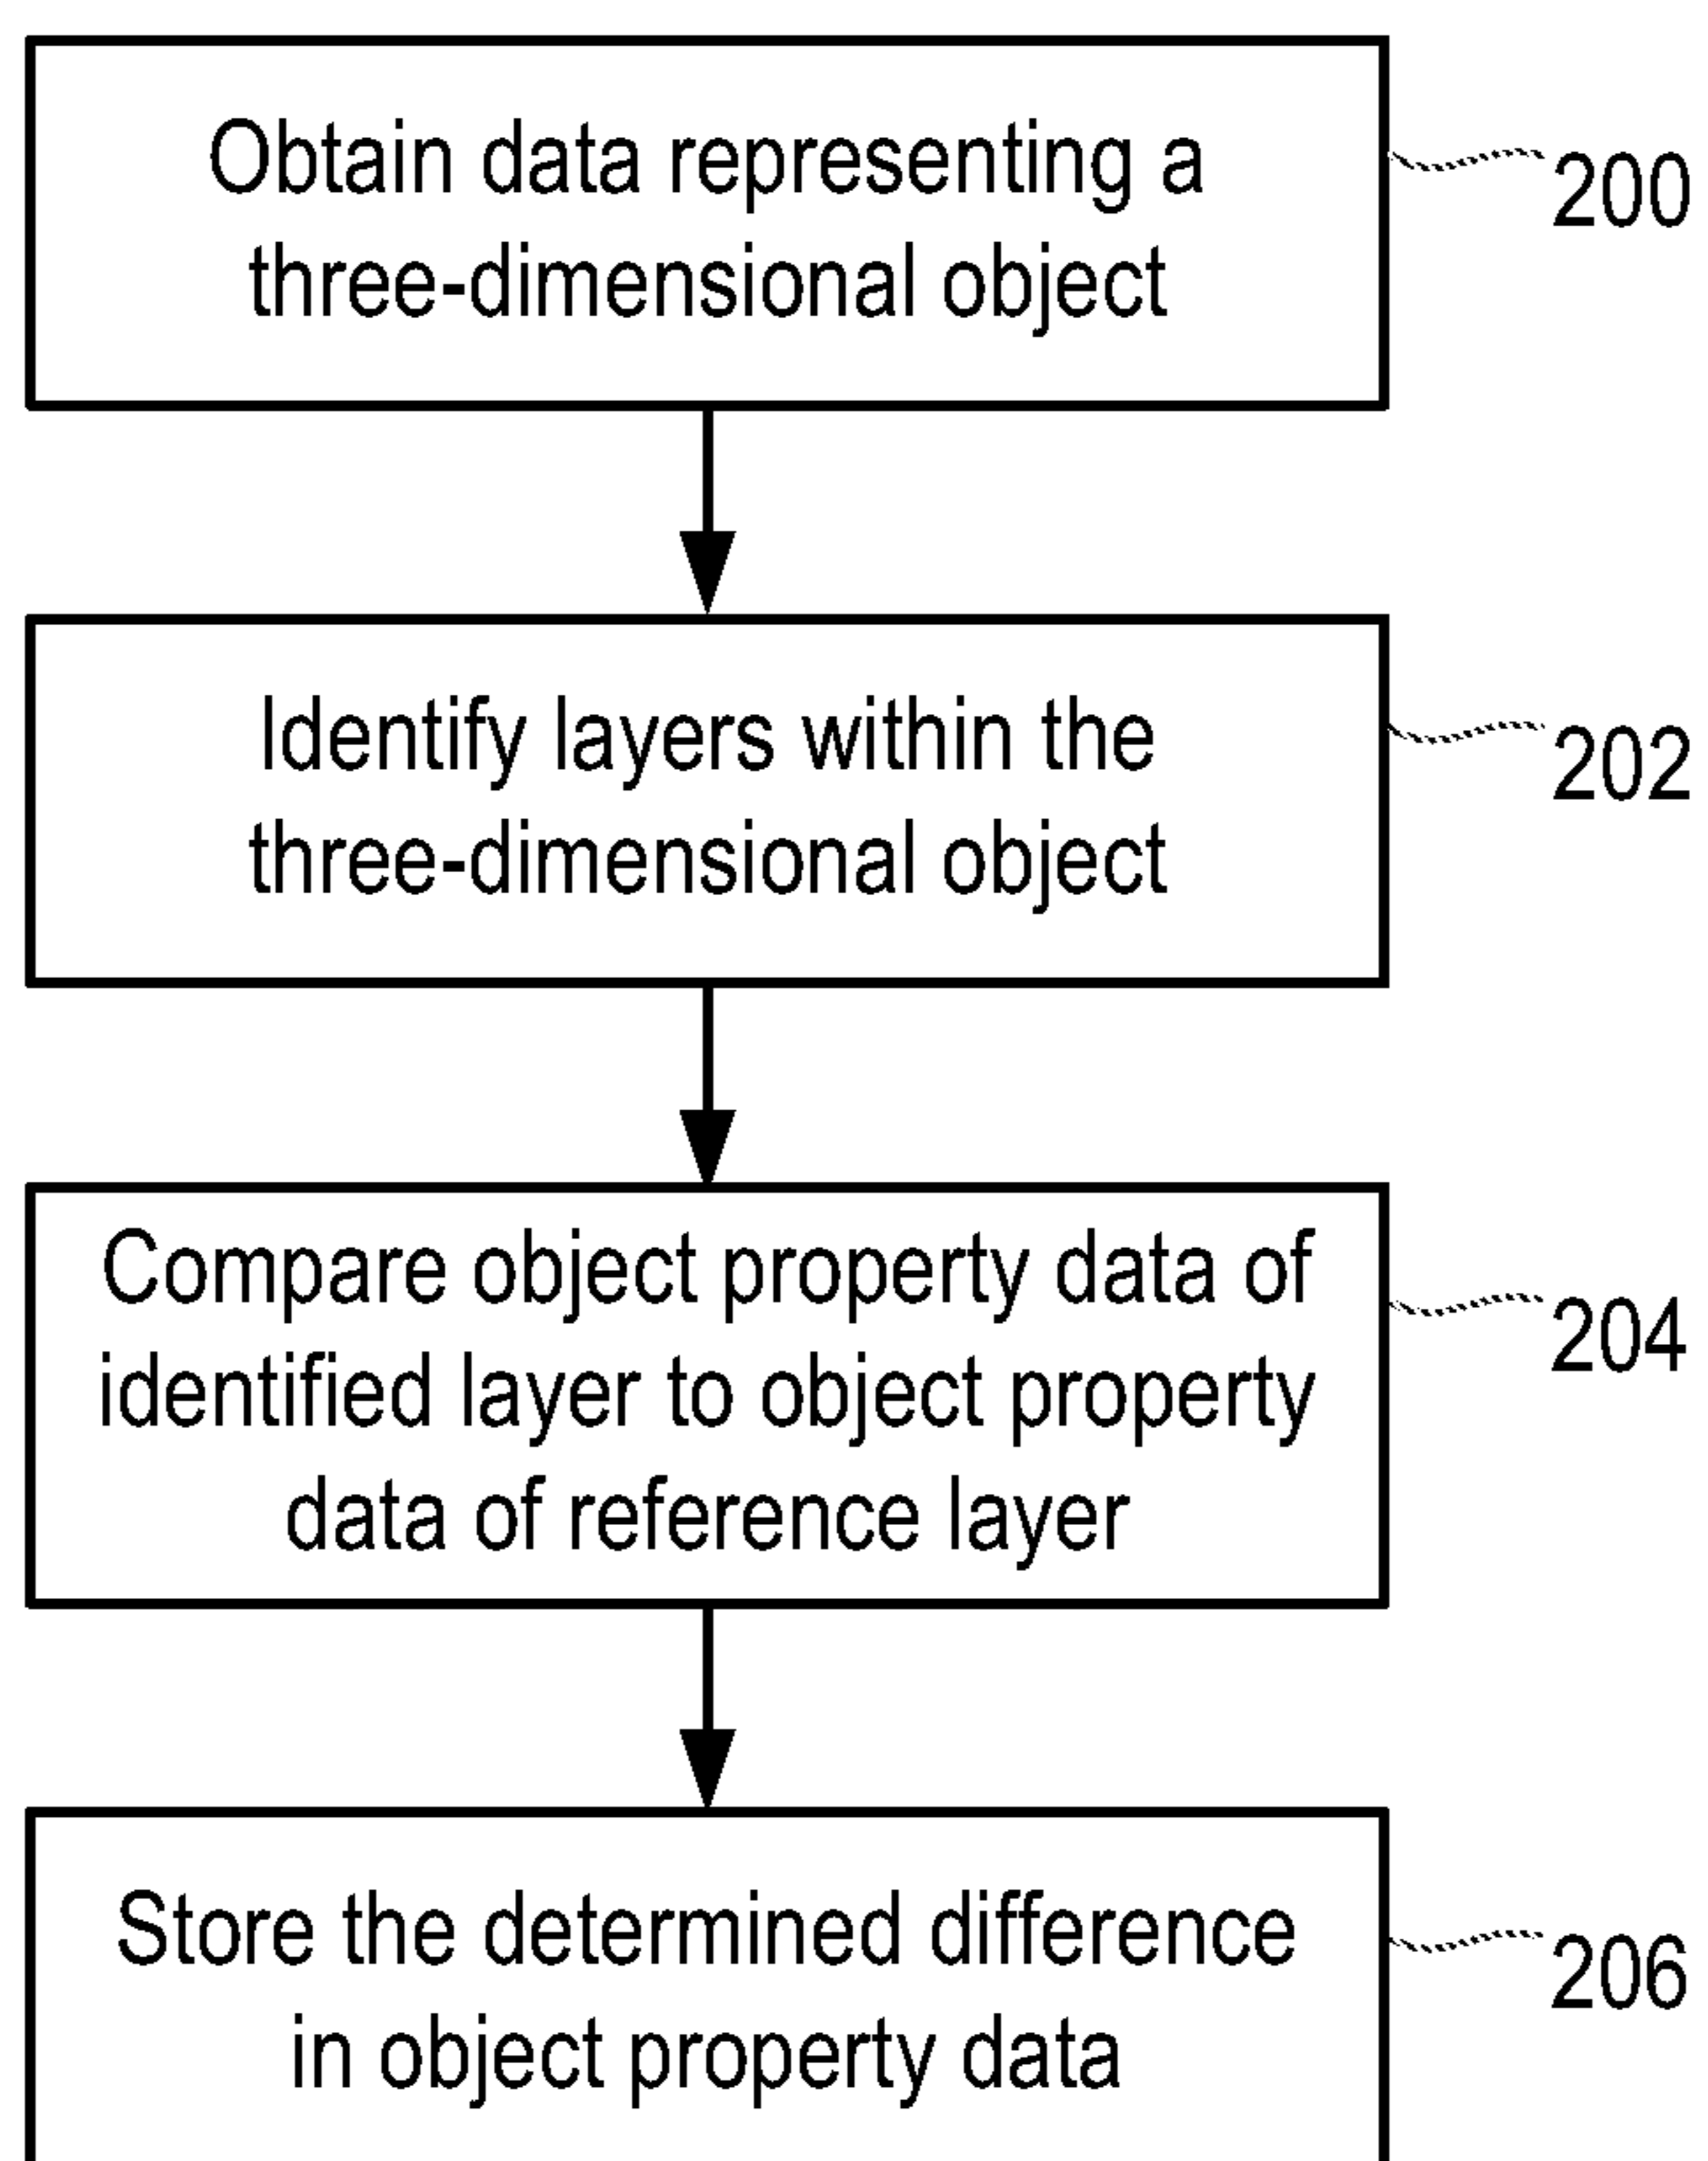 Obtain data representing a
three-dimensional object
200
Identify layers within the
three-dimensional object
202
Compare object property data of
identified layer to object property
data of reference layer
204
Store the determined difference
in object property data
206